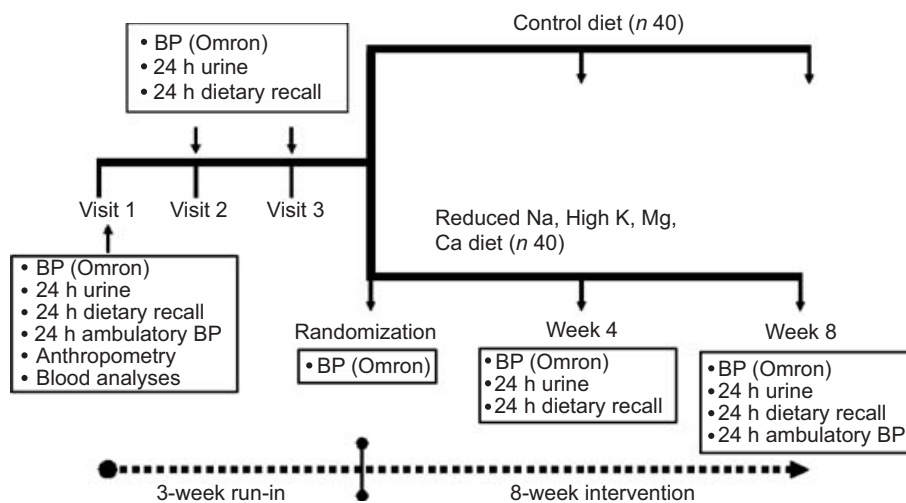 Control diet (n 40)
• BP (Omron)
• 24 h urine
• 24 h dietary recall
Visit 1
Visit 2
Visit 3
Reduced Na, High K, Mg,
Ca diet (n 40)
• BP (Omron)
• 24 h urine
• 24 h dietary recall
• 24 h ambulatory BP
• Anthropometry
• Blood analyses
Randomization
• BP (Omron)
Week 4
• BP (Omron)
• 24 h urine
• 24 h dietary recall
Week 8
• BP (Omron)
• 24 h urine
• 24 h dietary recall
• 24 h ambulatory BP
3-week run-in
8-week intervention